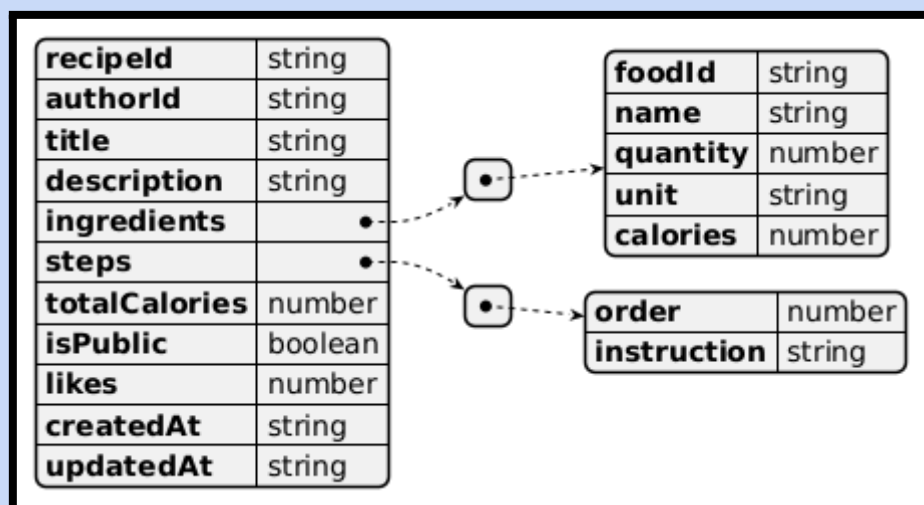 recipeId string
authorId string
title string
description string
ingredients
steps
totalCalories number
isPublic boolean
likes number
createdAt string
updatedAt string
foodId string
name string
quantity number
unit string
calories number
order number
instruction string